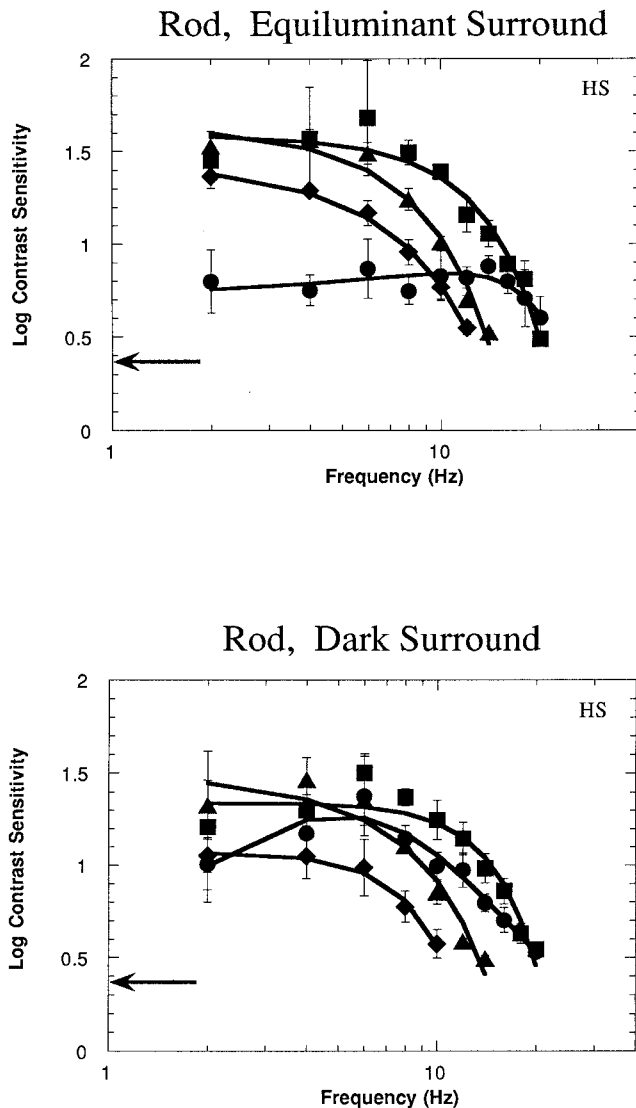 Rod, Equiluminant Surround
HS
2
1.5
1
0.5
0
Log Contrast Sensitivity
1
10
Frequency (Hz)
Rod, Dark Surround
HS
2
1.5
1
0.5
0
Log Contrast Sensitivity
1
10
Frequency (Hz)